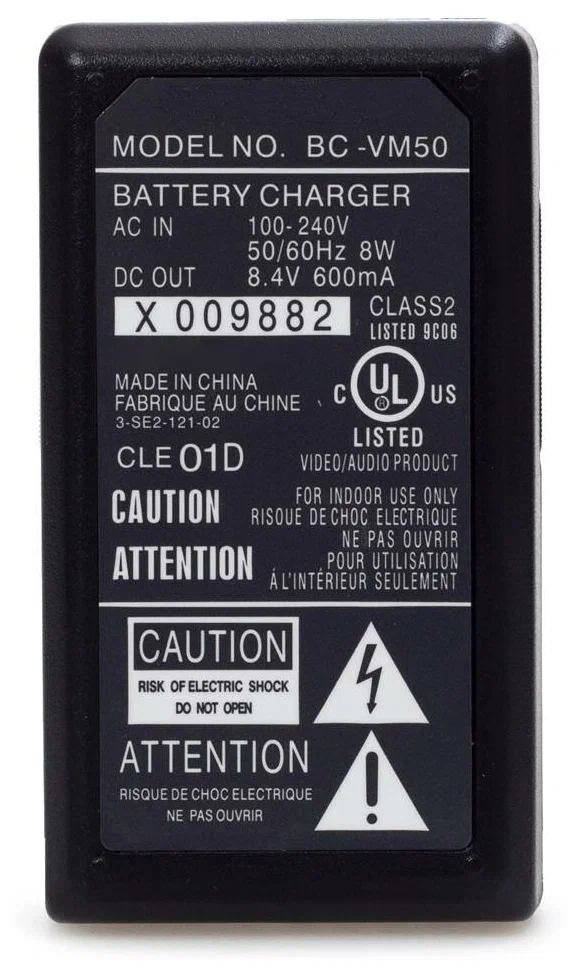 MODEL NO. BC -VM50
BATTERY CHARGER
AC IN 100- 240V
50/60Hz 8W
DC OUT 8.4V 600mA
X 009882
CLASS2
LISTED 9C06
MADE IN CHINA
FABRIQUE AU CHINE
3-SE2-121-02
C UL ® US
LISTED
CLE 01D
VIDEO/AUDIO PRODUCT
CAUTION
FOR INDOOR USE ONLY
RISOUE DE CHOC ELECTRIQUE
NE PAS OUVRIR
ATTENTION
POUR UTILISATION
Á L'INTÉRIEUR SEULEMENT
CAUTION
RISK OF ELECTRIC SHOCK
DO NOT OPEN
ATTENTION
RISQUE DE CHOC ELECTRIQUE
NE PAS OUVRIR